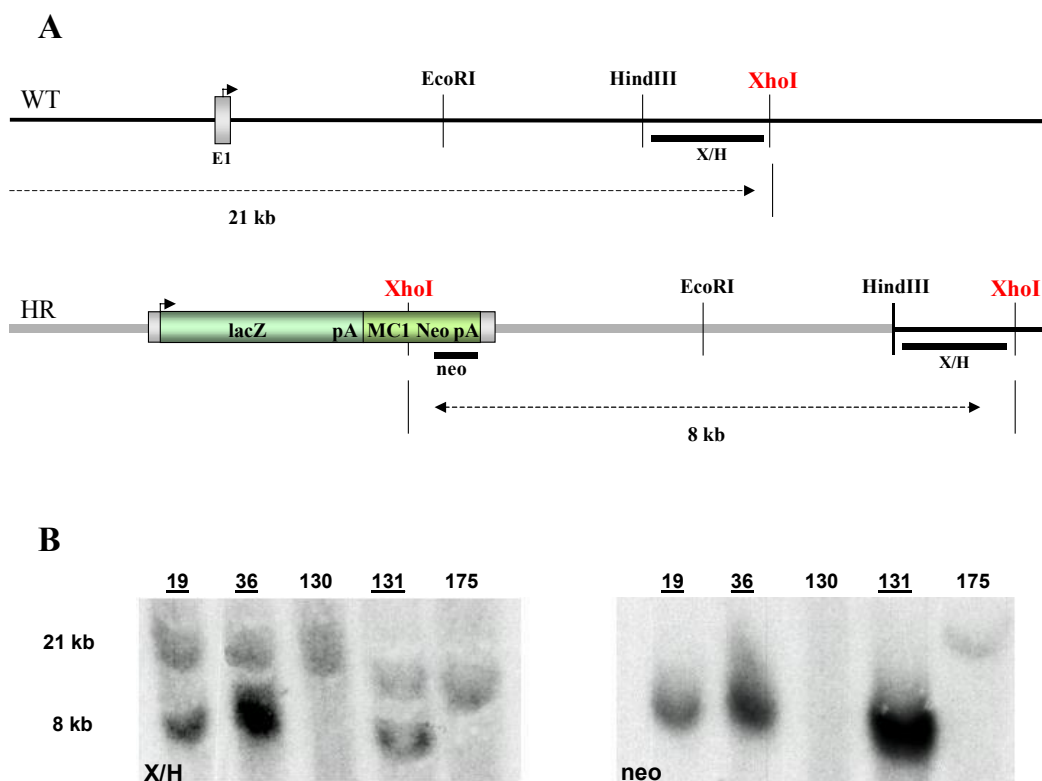 A
WT
EcoRI
HindIII
XhoI
E1
X/H
21 kb
HR
XhoI
EcoRI
HindIII
XhoI
lacZ pA MC1 Neo pA
neo
X/H
8 kb
B
19 36 130 131 175
21 kb
8 kb
X/H
19 36 130 131 175
neo